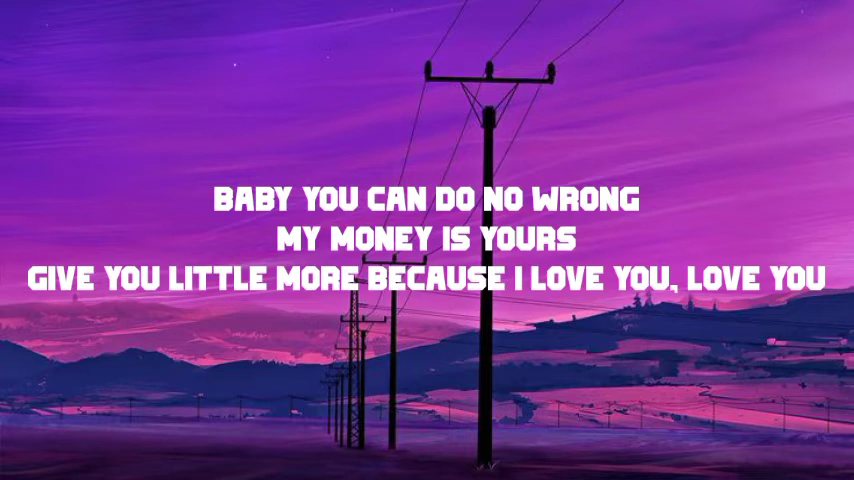 BABY YOU CAN DO NO WRONG
MY MONEY IS YOURS
GIVE YOU LITTLE MORE BECAUSE I LOVE YOU, LOVE YOU